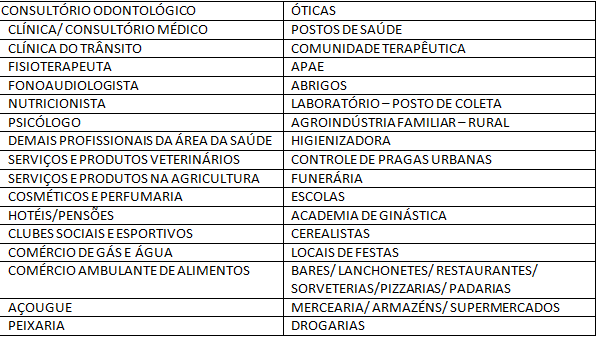 CONSULTÓRIO ODONTOLÓGICO ÓTICAS
CLÍNICA/ CONSULTÓRIO MÉDICO POSTOS DE SAÚDE
CLÍNICA DO TRÂNSITO COMUNIDADE TERAPÊUTICA
FISIOTERAPEUTA APAE
FONOAUDIOLOGISTA ABRIGOS
NUTRICIONISTA LABORATÓRIO – POSTO DE COLETA
PSICÓLOGO AGROINDÚSTRIA FAMILIAR – RURAL
DEMAIS PROFISSIONAIS DA ÁREA DA SAÚDE HIGIENIZADORA
SERVIÇOS E PRODUTOS VETERINÁRIOS CONTROLE DE PRAGAS URBANAS
SERVIÇOS E PRODUTOS NA AGRICULTURA FUNERÁRIA
COSMÉTICOS E PERFUMARIA ESCOLAS
HOTÉIS/PENSÕES ACADEMIA DE GINÁSTICA
CLUBES SOCIAIS E ESPORTIVOS CEREALISTAS
COMÉRCIO DE GÁS E ÁGUA LOCAIS DE FESTAS
COMÉRCIO AMBULANTE DE ALIMENTOS BARES/ LANCHONETES/ RESTAURANTES/
SORVETERIAS/PIZZARIAS/ PADARIAS
AÇOUGUE MERCEARIA/ ARMAZÉNS/ SUPERMERCADOS
PEIXARIA DROGARIAS